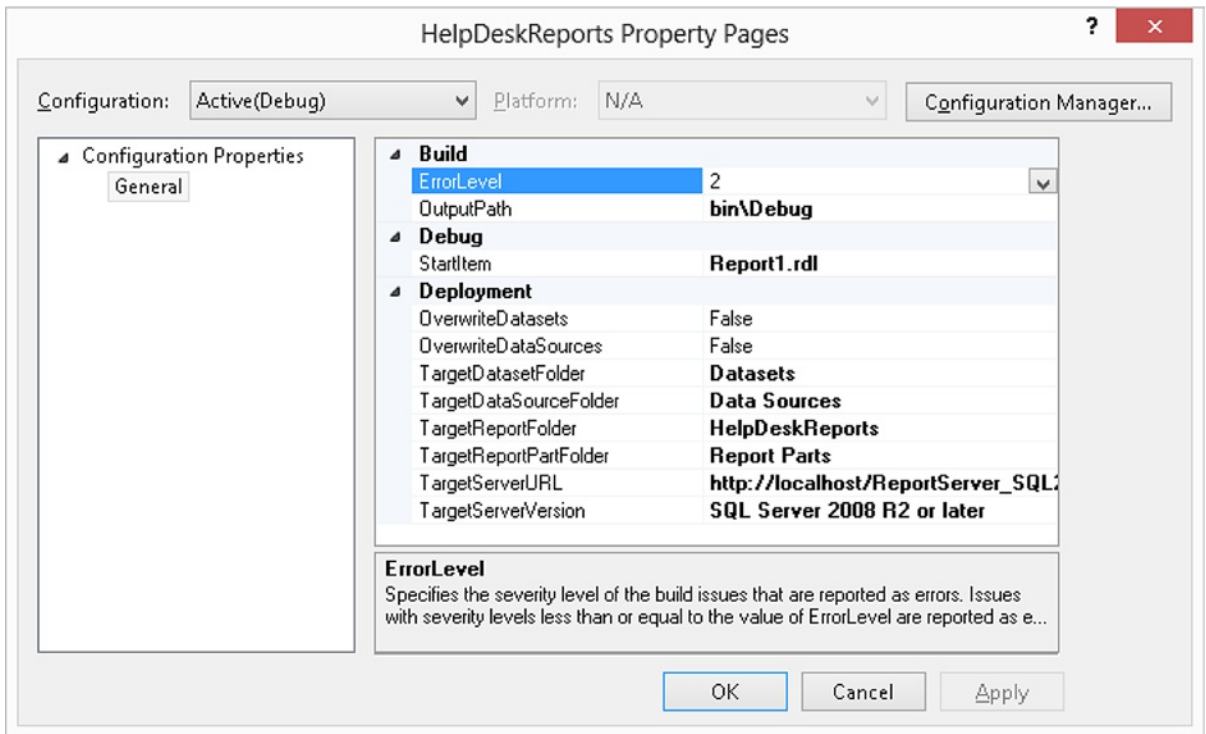 HelpDeskReports Property Pages
?
Configuration: Active(Debug) Platform: N/A Configuration Manager...
Configuration Properties
General
Build
ErrorLevel 2
OutputPath bin\Debug
Debug
StartItem Report1.rdl
Deployment
OverwriteDatasets False
OverwriteDataSources False
TargetDatasetFolder Datasets
TargetDataSourceFolder Data Sources
TargetReportFolder HelpDeskReports
TargetReportPartFolder Report Parts
TargetServerURL http://localhost/ReportServer_SQL2
TargetServerVersion SQL Server 2008 R2 or later
ErrorLevel
Specifies the severity level of the build issues that are reported as errors. Issues
with severity levels less than or equal to the value of ErrorLevel are reported as e...
OK Cancel Apply